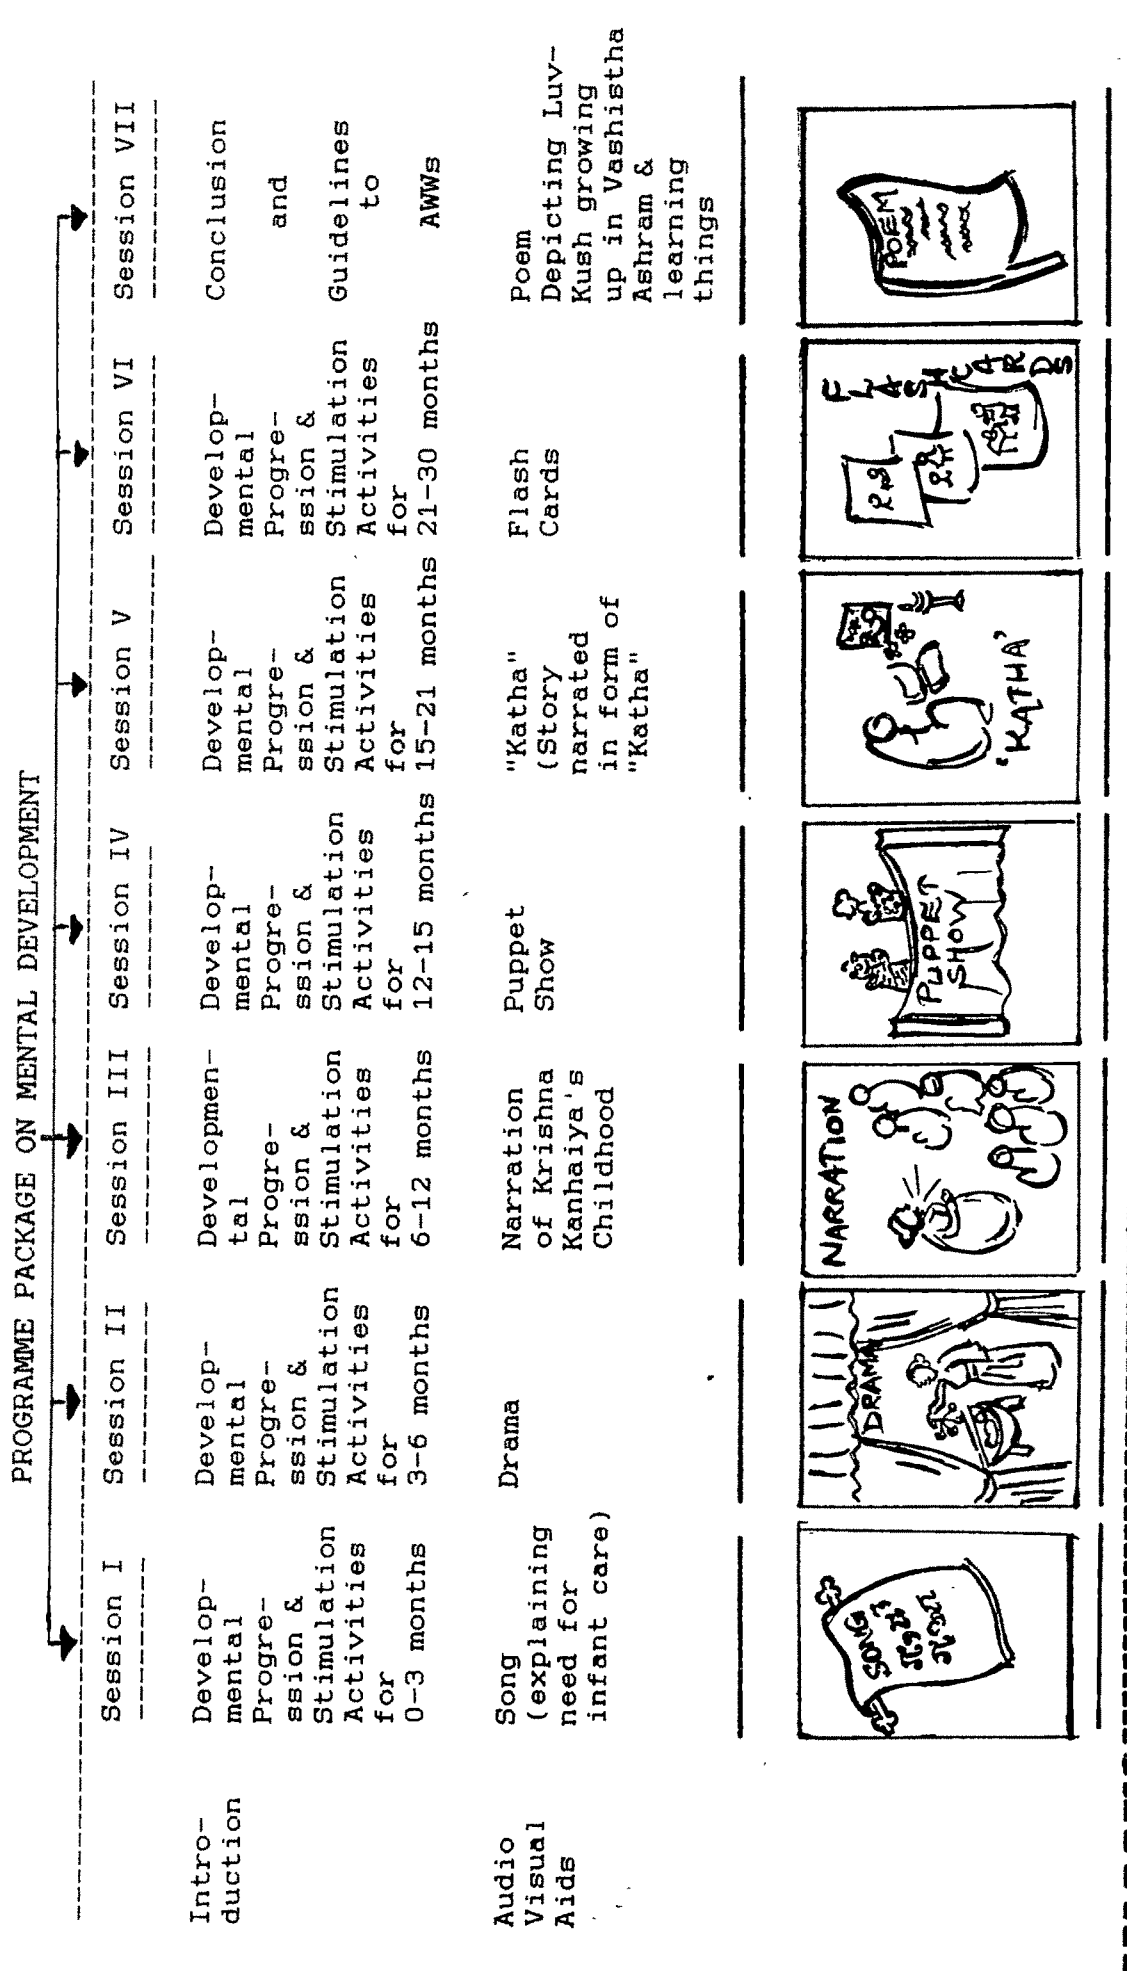 PROGRAMME PACKAGE ON MENTAL DEVELOPMENT
Session I
Session II
Session III
Session IV
Session V
Session VI
Session VII
Intro-
duction
Develop-
mental
Progre-
ssion &
Stimulation
Activities
for
0-3 months
Develop-
mental
Progre-
ssion &
Stimulation
Activities
for
3-6 months
Developmen-
tal
Progre-
ssion &
Stimulation
Activities
for
6-12 months
Develop-
mental
Progre-
ssion &
Stimulation
Activities
for
12-15 months
Develop-
mental
Progre-
ssion &
Stimulation
Activities
for
15-21 months
Develop-
mental
Progre-
ssion &
Stimulation
Activities
for
21-30 months
Conclusion
and
Guidelines
to
AWWs
Audio
Visual
Aids
Song
(explaining
need for
infant care)
Drama
Narration
of Krishna
Kanhaiya's
Childhood
Puppet
Show
"Katha"
(Story
narrated
in form of
"Katha"
Flash
Cards
Poem
Depicting Luv-
Kush growing
up in Vashistha
Ashram &
learning
things
SONG
DRAMA
NARRATION
PUPPET
SHOW
'KATHA'
FLASHCARDS
POEM